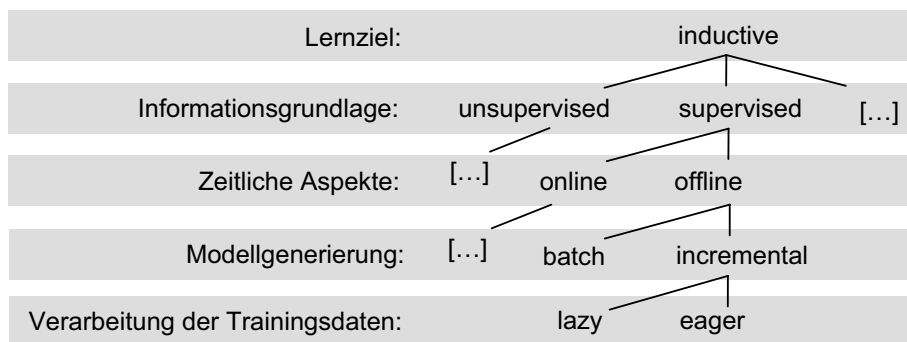 Lernziel: inductive
Informationsgrundlage: unsupervised supervised […]
Zeitliche Aspekte: […] online offline
Modellgenerierung: […] batch incremental
Verarbeitung der Trainingsdaten: lazy eager